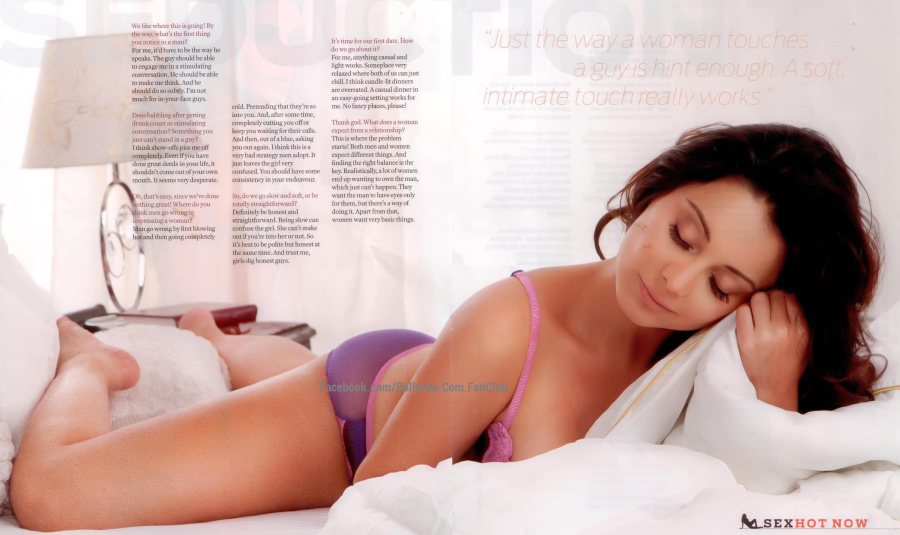 SEDUCTION
We like where this is going! By
the way, what's the first thing
you notice in a man?
For me, it'd have to be the way he
speaks. The guy should be able
to engage me in a stimulating
conversation. He should be able
to make me think. And he
should do so subtly. I'm not
much for in-your-face guys.
Does babbling after getting
drunk count as stimulating
conversation? Something you
just can't stand in a guy?
I think show-offs piss me off
completely. Even if you have
done great deeds in your life, it
shouldn't come out of your own
mouth. It seems very desperate.
Oh, that's easy, since we've done
nothing great! Where do you
think men go wrong in
impressing a woman?
Men go wrong by first blowing
hot and then going completely
cold. Pretending that they're so
into you. And, after some time,
completely cutting you off or
keep you waiting for their calls.
And then, out of a blue, asking
you out again. I think this is a
very bad strategy men adopt. It
just leaves the girl very
confused. You should have some
consistency in your endeavour.
So, do we go slow and soft, or be
totally straightforward?
Definitely be honest and
straightforward. Being slow can
confuse the girl. She can't make
out if you're into her or not. So
it's best to be polite but honest at
the same time. And trust me,
girls dig honest guys.
It's time for our first date. How
do we go about it?
For me, anything casual and
light works. Someplace very
relaxed where both of us can just
chill. I think candle-lit dinners
are overrated. A casual dinner in
an easy-going setting works for
me. No fancy places, please!
Thank god. What does a woman
expect from a relationship?
This is where the problem
starts! Both men and women
expect different things. And
finding the right balance is the
key. Realistically, a lot of women
end up wanting to own the man,
which just can't happen. They
want the man to have eyes only
for them, but there's a way of
doing it. Apart from that,
women want very basic things.
"Just the way a woman touches
a guy is hint enough. A soft,
intimate touch really works."
SEXHOT NOW